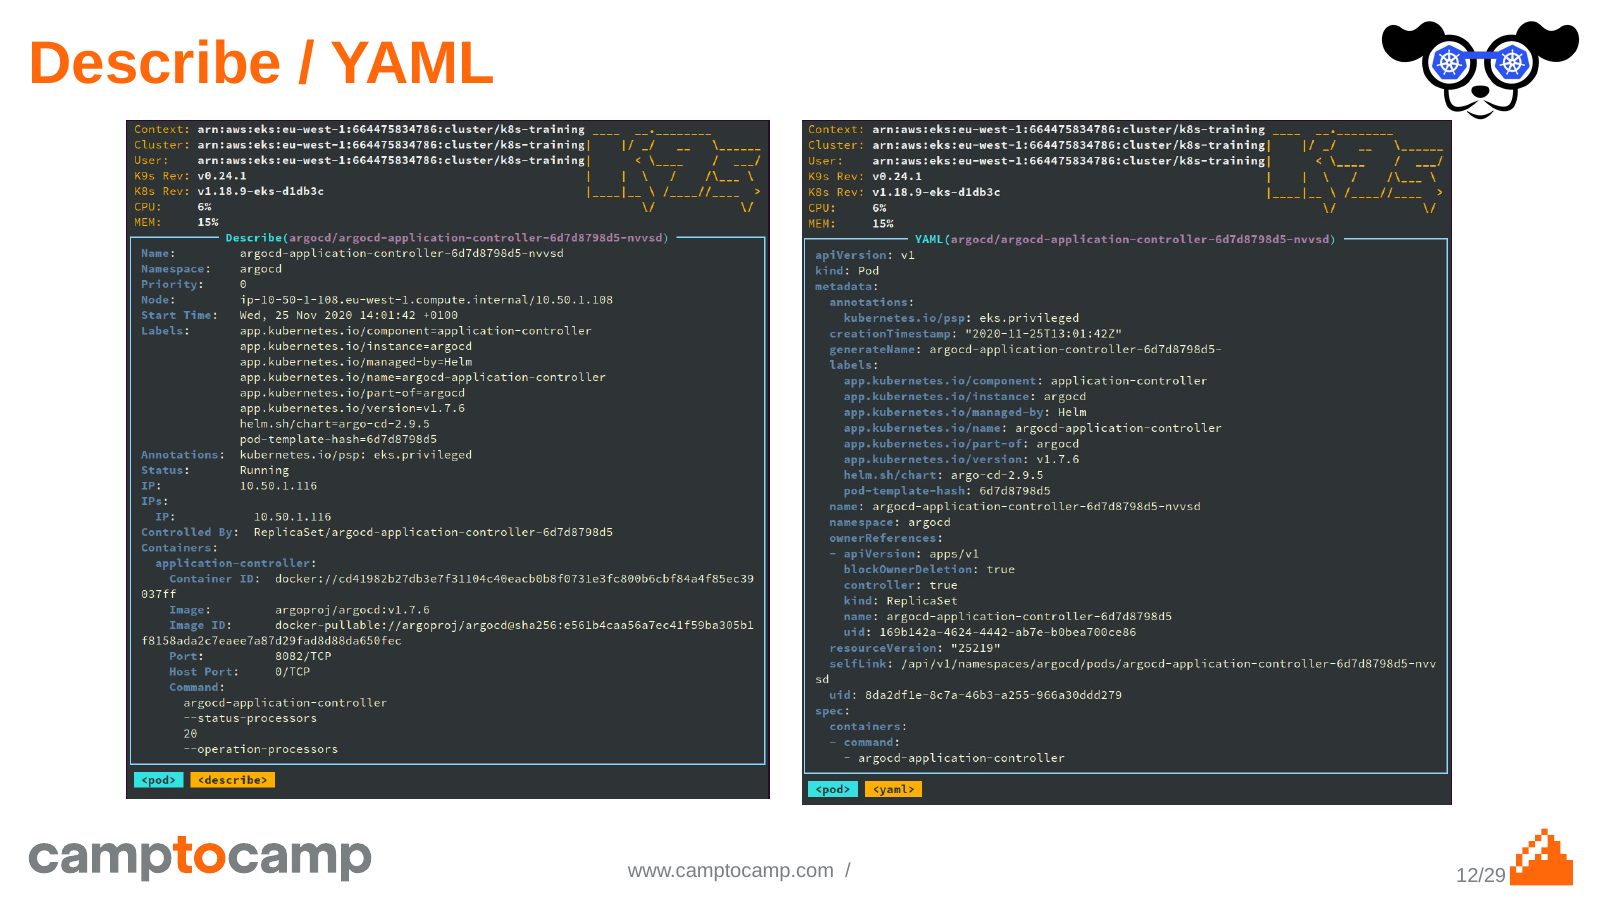 Describe / YAML
Context: arn:aws:eks:eu-west-1:664475834786:cluster/k8s-training
Cluster: arn:aws:eks:eu-west-1:664475834786:cluster/k8s-training
User: arn:aws:eks:eu-west-1:664475834786:cluster/k8s-training
K9s Rev: v0.24.1
K8s Rev: v1.18.9-eks-d1db3c
CPU: 6%
MEM: 15%
Describe(argocd/argocd-application-controller-6d7d8798d5-nvvsd)
Name: argocd-application-controller-6d7d8798d5-nvvsd
Namespace: argocd
Priority: 0
Node: ip-10-50-1-108.eu-west-1.compute.internal/10.50.1.108
Start Time: Wed, 25 Nov 2020 14:01:42 +0100
Labels: app.kubernetes.io/component=application-controller
app.kubernetes.io/instance=argocd
app.kubernetes.io/managed-by=Helm
app.kubernetes.io/name=argocd-application-controller
app.kubernetes.io/part-of=argocd
app.kubernetes.io/version=v1.7.6
helm.sh/chart=argo-cd-2.9.5
pod-template-hash=6d7d8798d5
Annotations: kubernetes.io/psp: eks.privileged
Status: Running
IP: 10.50.1.116
IPs:
IP: 10.50.1.116
Controlled By: ReplicaSet/argocd-application-controller-6d7d8798d5
Containers:
application-controller:
Container ID: docker://cd41982b27db3e7f31104c40eacb0b8f0731e3fc800b6cbf84a4f85ec39
037ff
Image: argoproj/argocd:v1.7.6
Image ID: docker-pullable://argoproj/argocd@sha256:e561b4caa56a7ec41f59ba305b1
f8158ada2c7eaee7a87d29fad8d88da650fec
Port: 8082/TCP
Host Port: 0/TCP
Command:
argocd-application-controller
--status-processors
20
--operation-processors
<pod> <describe>
Context: arn:aws:eks:eu-west-1:664475834786:cluster/k8s-training
Cluster: arn:aws:eks:eu-west-1:664475834786:cluster/k8s-training
User: arn:aws:eks:eu-west-1:664475834786:cluster/k8s-training
K9s Rev: v0.24.1
K8s Rev: v1.18.9-eks-d1db3c
CPU: 6%
MEM: 15%
YAML(argocd/argocd-application-controller-6d7d8798d5-nvvsd)
apiVersion: v1
kind: Pod
metadata:
annotations:
kubernetes.io/psp: eks.privileged
creationTimestamp: "2020-11-25T13:01:42Z"
generateName: argocd-application-controller-6d7d8798d5-
labels:
app.kubernetes.io/component: application-controller
app.kubernetes.io/instance: argocd
app.kubernetes.io/managed-by: Helm
app.kubernetes.io/name: argocd-application-controller
app.kubernetes.io/part-of: argocd
app.kubernetes.io/version: v1.7.6
helm.sh/chart: argo-cd-2.9.5
pod-template-hash: 6d7d8798d5
name: argocd-application-controller-6d7d8798d5-nvvsd
namespace: argocd
ownerReferences:
- apiVersion: apps/v1
blockOwnerDeletion: true
controller: true
kind: ReplicaSet
name: argocd-application-controller-6d7d8798d5
uid: 169b142a-4624-4442-ab7e-b0bea700ce86
resourceVersion: "25219"
selfLink: /api/v1/namespaces/argocd/pods/argocd-application-controller-6d7d8798d5-nvv
sd
uid: 8da2df1e-8c7a-46b3-a255-966a30ddd279
spec:
containers:
- command:
- argocd-application-controller
<pod> <yaml>
camptocamp
www.camptocamp.com /
12/29